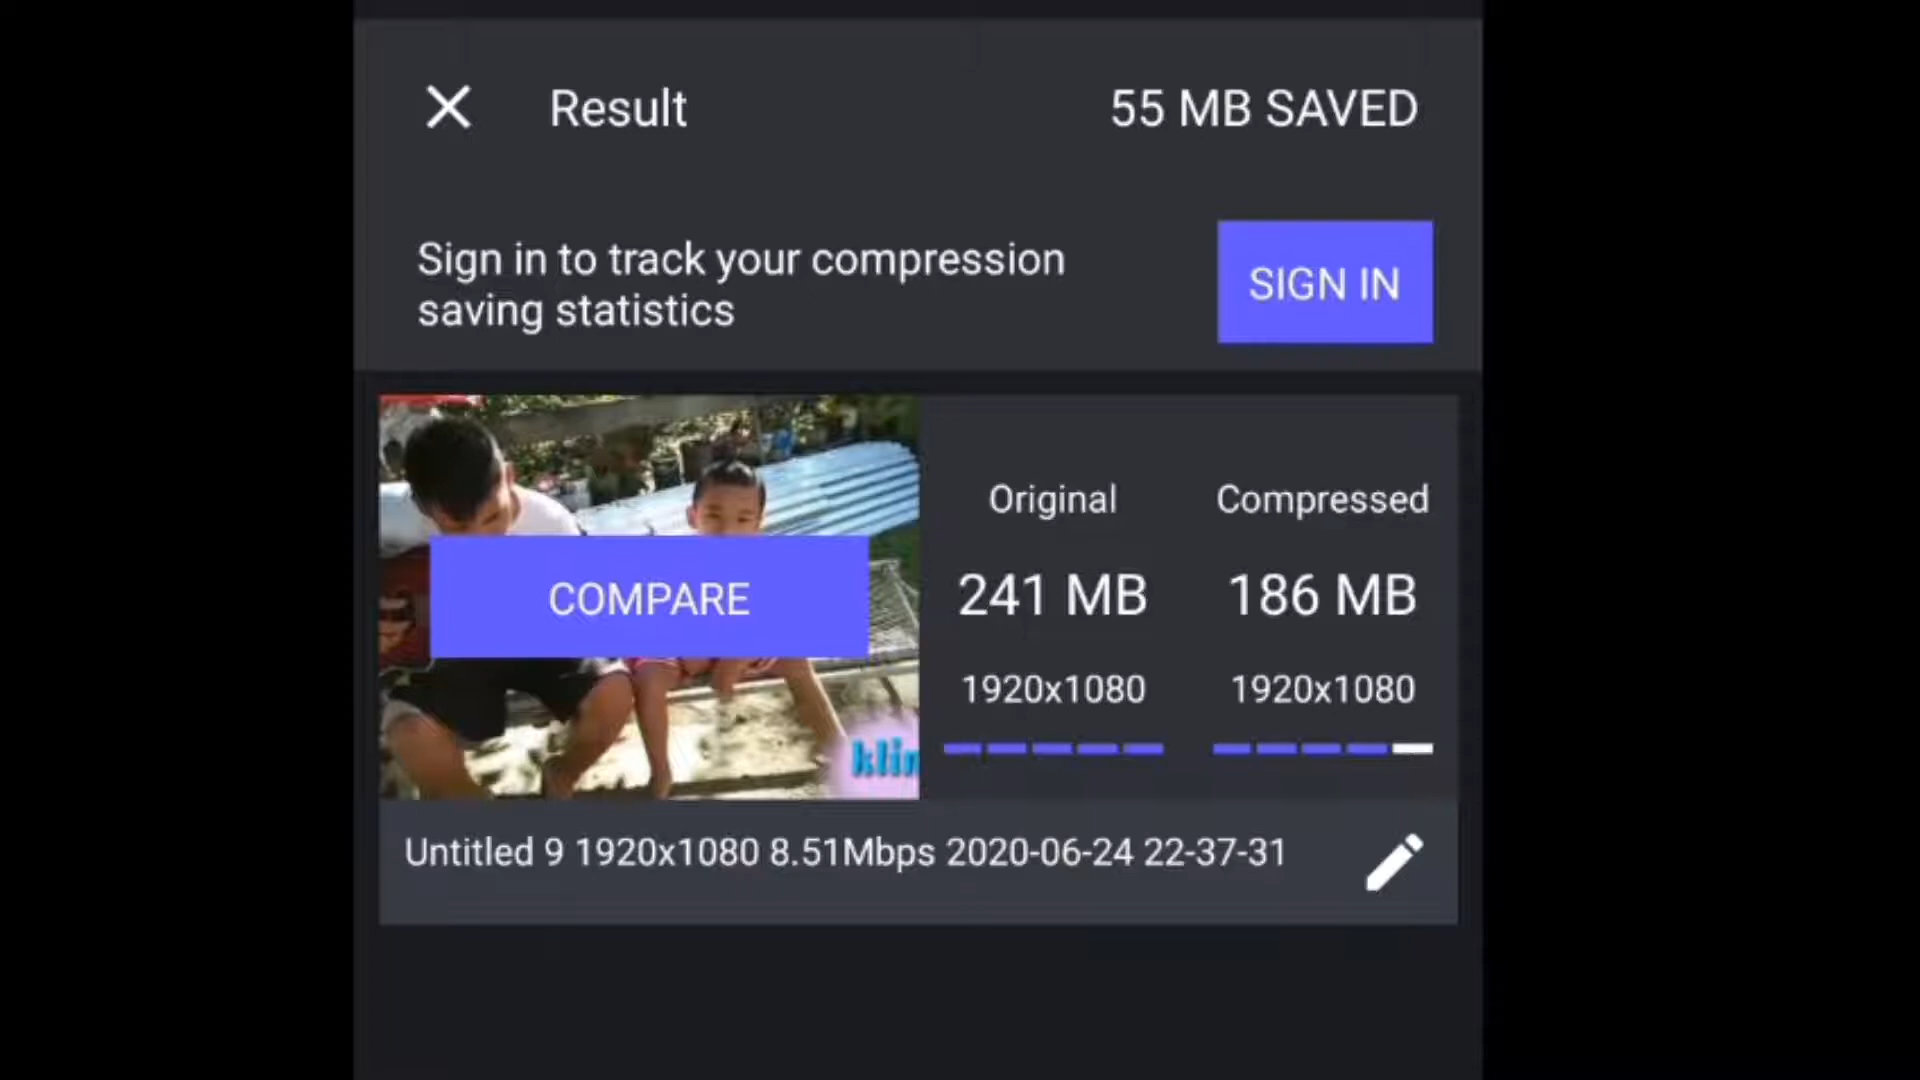 Result
55 MB SAVED
Sign in to track your compression
saving statistics
SIGN IN
COMPARE
Original
Compressed
241 MB
186 MB
1920x1080
1920x1080
klin
Untitled 9 1920x1080 8.51Mbps 2020-06-24 22-37-31